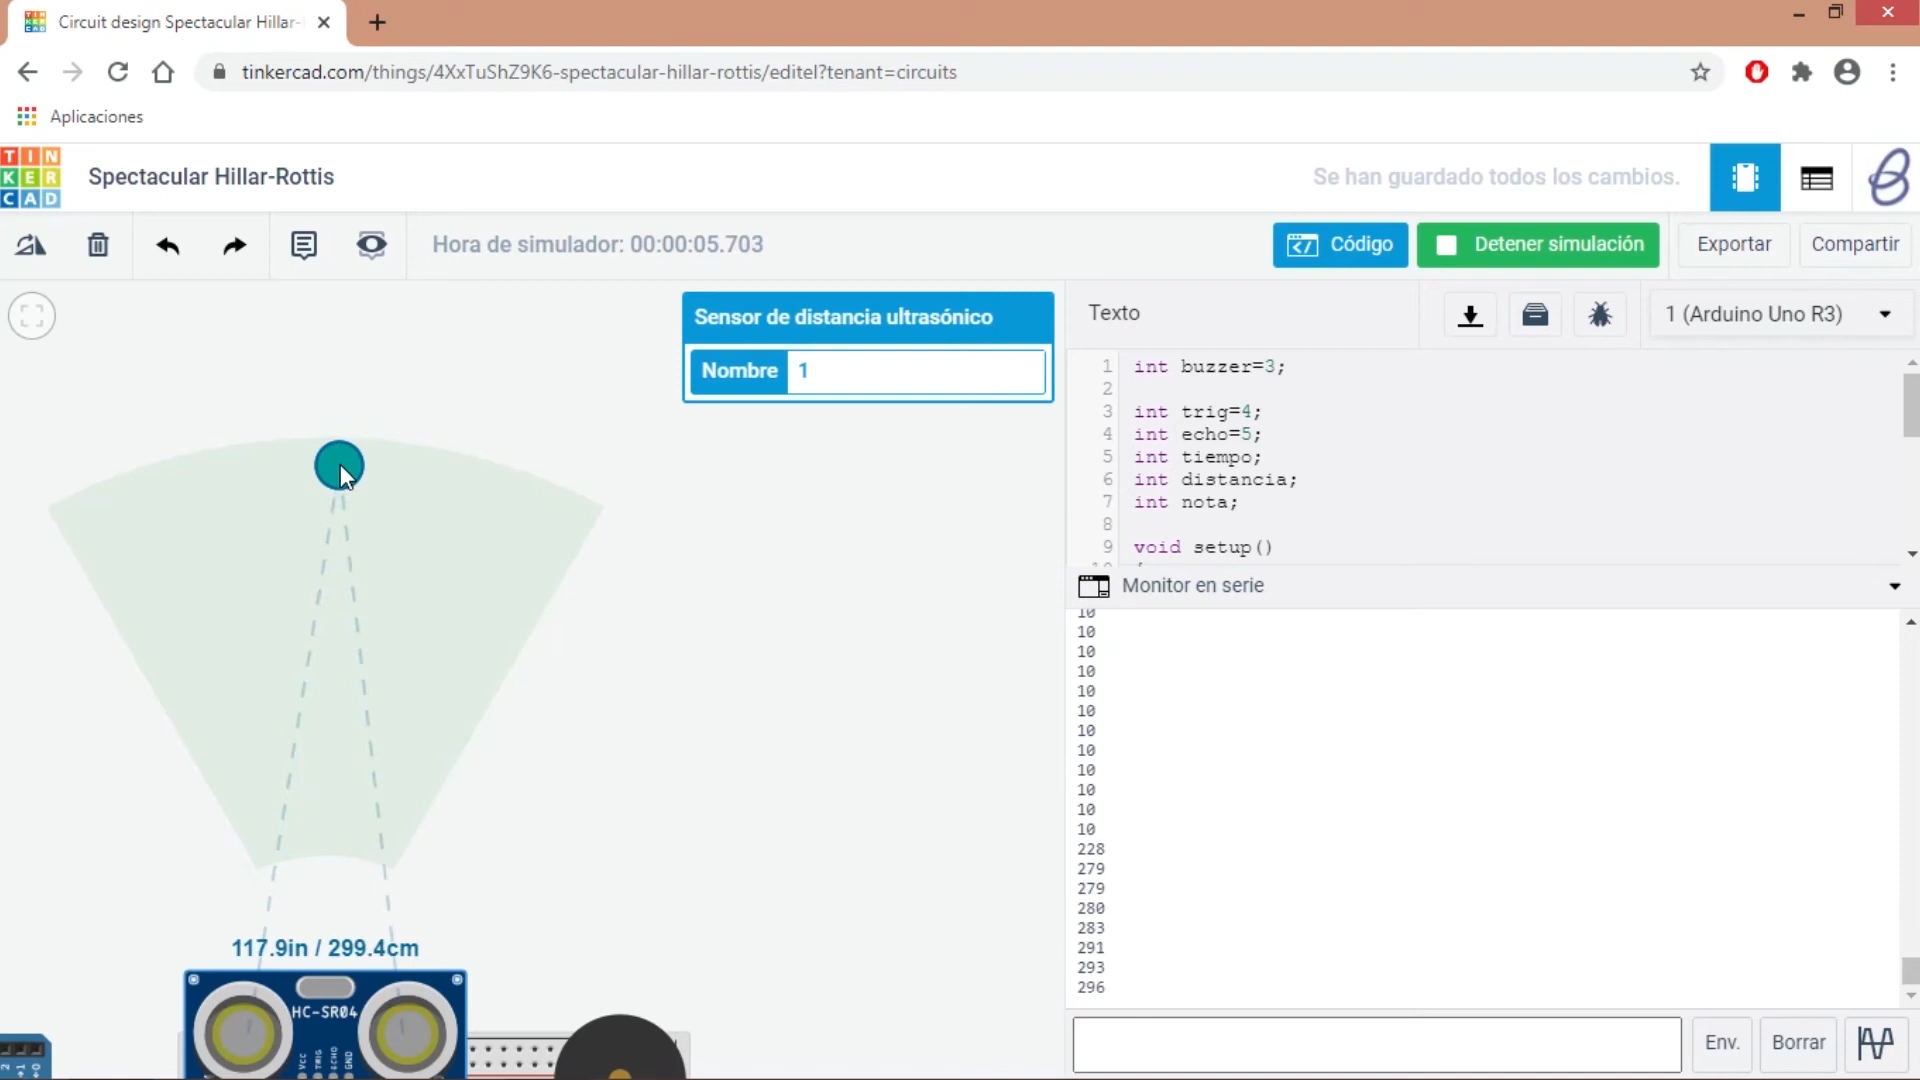 Circuit design Spectacular Hillar-
tinkercad.com/things/4XxTuShZ9K6-spectacular-hillar-rottis/editel?tenant=circuits
Aplicaciones
TIN
KER
CAD
Spectacular Hillar-Rottis
Se han guardado todos los cambios.
Hora de simulador: 00:00:05.703
Código
Detener simulación
Exportar
Compartir
Sensor de distancia ultrasónico
Nombre 1
Texto
1 (Arduino Uno R3)
1 int buzzer=3;
2
3 int trig=4;
4 int echo=5;
5 int tiempo;
6 int distancia;
7 int nota;
8
9 void setup()
Monitor en serie
10
10
10
10
10
10
10
10
10
10
10
10
228
279
279
280
283
291
293
296
117.9in / 299.4cm
HC-SR04
VCC
TRIG
ECHO
GND
Env.
Borrar